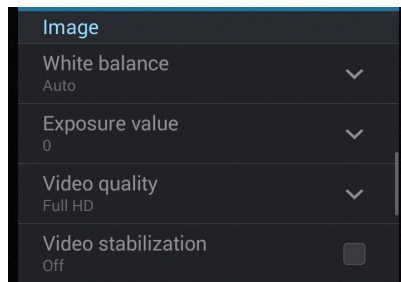 Image
White balance
Auto
Exposure value
0
Video quality
Full HD
Video stabilization
Off